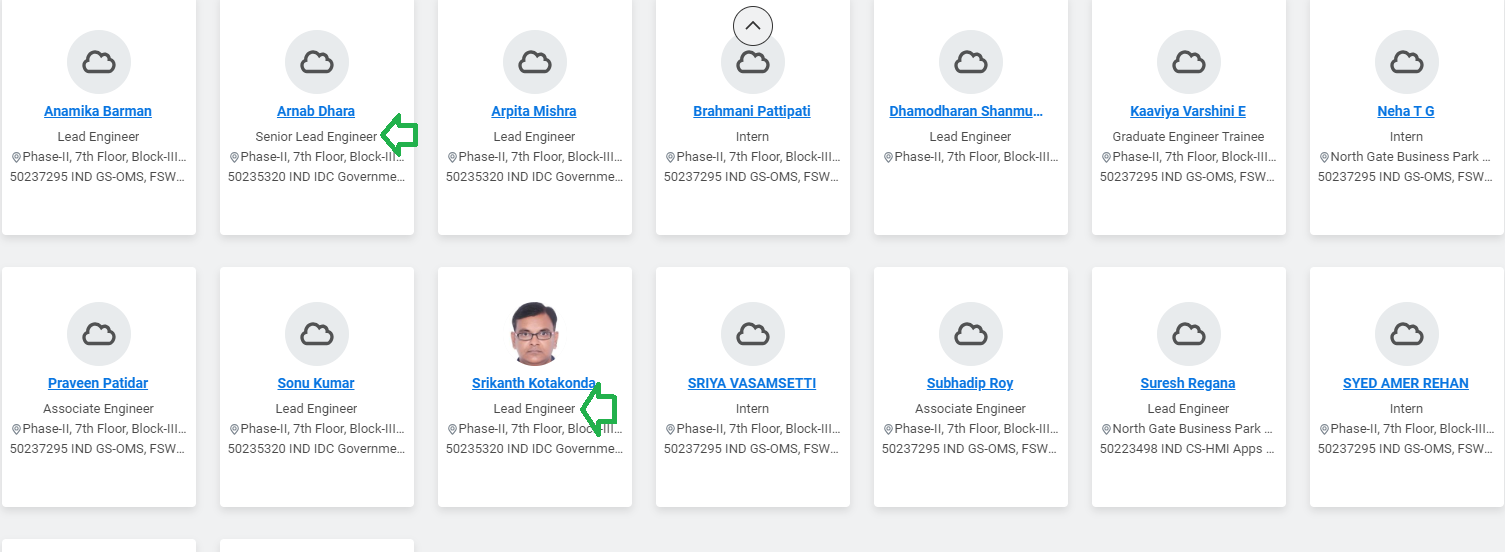 Anamika Barman
Lead Engineer
Phase-II, 7th Floor, Block-III...
50237295 IND GS-OMS, FSW...
Arnab Dhara
Senior Lead Engineer
Phase-II, 7th Floor, Block-III...
50235320 IND IDC Governme...
Arpita Mishra
Lead Engineer
Phase-II, 7th Floor, Block-III...
50235320 IND IDC Governme...
Brahmani Pattipati
Intern
Phase-II, 7th Floor, Block-III...
50237295 IND GS-OMS, FSW...
Dhamodharan Shanmu...
Lead Engineer
Phase-II, 7th Floor, Block-III...
Kaaviya Varshini E
Graduate Engineer Trainee
Phase-II, 7th Floor, Block-III...
50237295 IND GS-OMS, FSW...
Neha T G
Intern
North Gate Business Park ...
50237295 IND GS-OMS, FSW...
Praveen Patidar
Associate Engineer
Phase-II, 7th Floor, Block-III...
50237295 IND GS-OMS, FSW...
Sonu Kumar
Lead Engineer
Phase-II, 7th Floor, Block-III...
50235320 IND IDC Governme...
Srikanth Kotakonda
Lead Engineer
Phase-II, 7th Floor, Block-III...
50235320 IND IDC Governme...
SRIYA VASAMSETTI
Intern
Phase-II, 7th Floor, Block-III...
50237295 IND GS-OMS, FSW...
Subhadip Roy
Associate Engineer
Phase-II, 7th Floor, Block-III...
50237295 IND GS-OMS, FSW...
Suresh Regana
Lead Engineer
North Gate Business Park ...
50223498 IND CS-HMI Apps ...
SYED AMER REHAN
Intern
Phase-II, 7th Floor, Block-III...
50237295 IND GS-OMS, FSW...